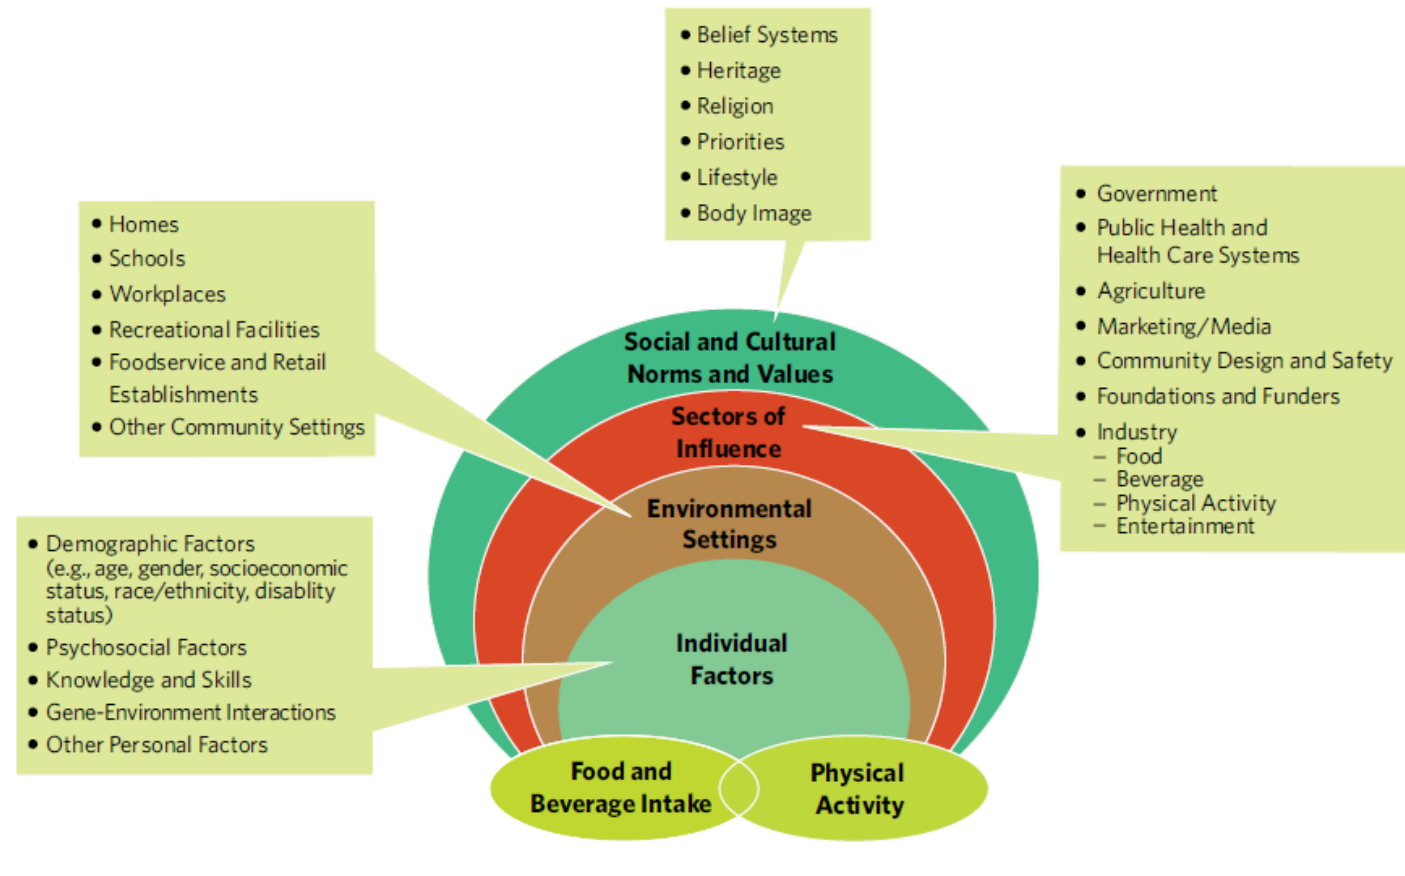 • Belief Systems
• Heritage
• Religion
• Priorities
• Lifestyle
• Body Image
• Government
• Public Health and
Health Care Systems
• Agriculture
• Marketing/Media
• Community Design and Safety
• Foundations and Funders
• Industry
– Food
– Beverage
– Physical Activity
– Entertainment
• Homes
• Schools
• Workplaces
• Recreational Facilities
• Foodservice and Retail
Establishments
• Other Community Settings
• Demographic Factors
(e.g., age, gender, socioeconomic
status, race/ethnicity, disablity
status)
• Psychosocial Factors
• Knowledge and Skills
• Gene-Environment Interactions
• Other Personal Factors
Social and Cultural
Norms and Values
Sectors of
Influence
Environmental
Settings
Individual
Factors
Food and
Beverage Intake
Physical
Activity